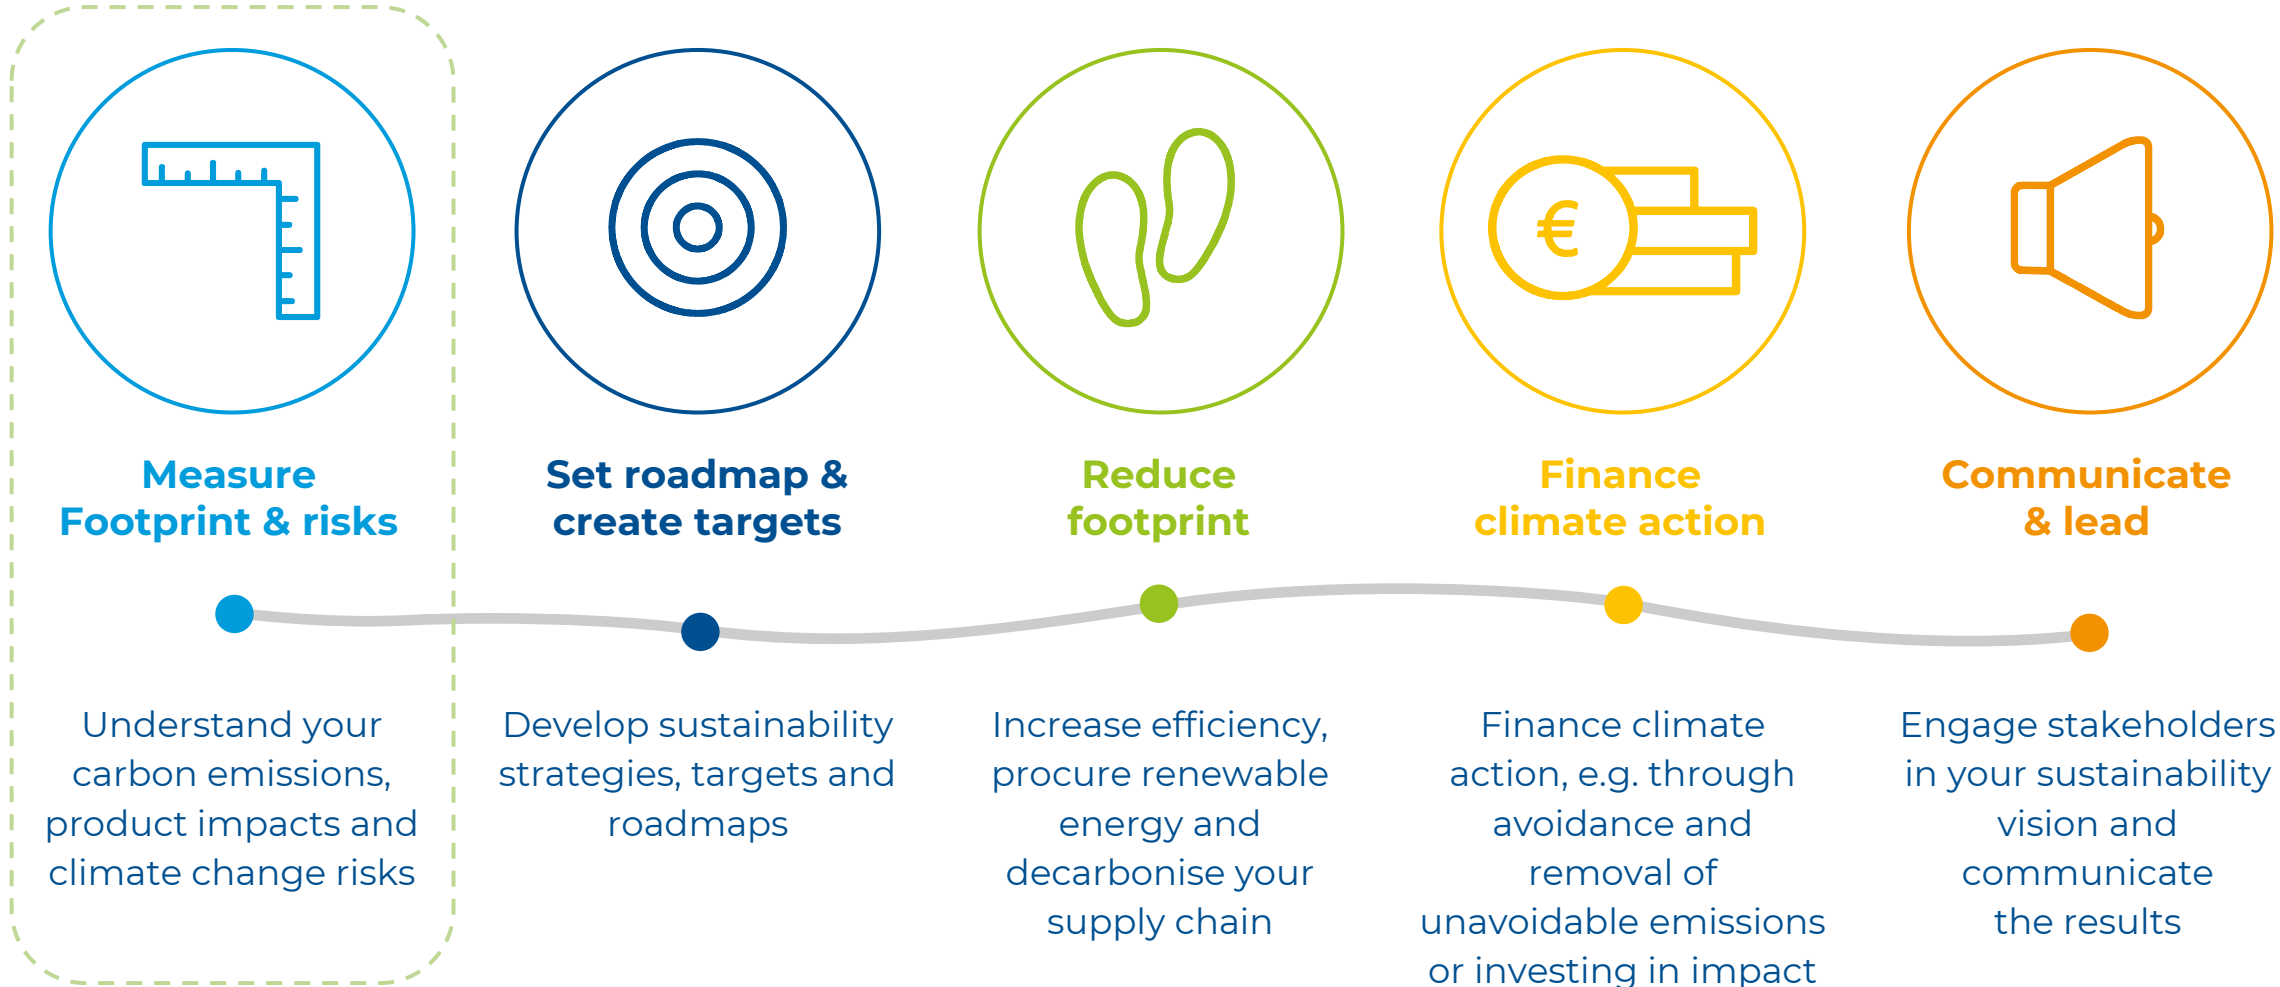 €
Measure
Footprint & risks
Understand your
carbon emissions,
product impacts and
climate change risks
Set roadmap &
create targets
Develop sustainability
strategies, targets and
roadmaps
Reduce
footprint
Increase efficiency,
procure renewable
energy and
decarbonise your
supply chain
Finance
climate action
Finance climate
action, e.g. through
avoidance and
removal of
unavoidable emissions
or investing in impact
Communicate
& lead
Engage stakeholders
in your sustainability
vision and
communicate
the results